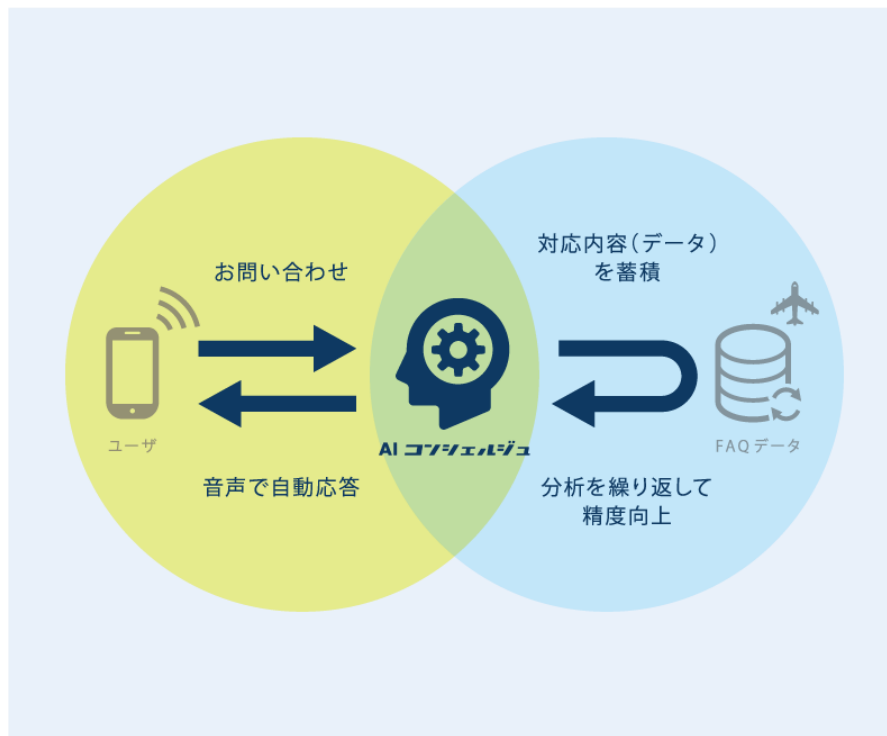 お問い合わせ
対応内容（データ）
を蓄積
ユーザ
AI コンシェルジュ
FAQデータ
音声で自動応答
分析を繰り返して
精度向上